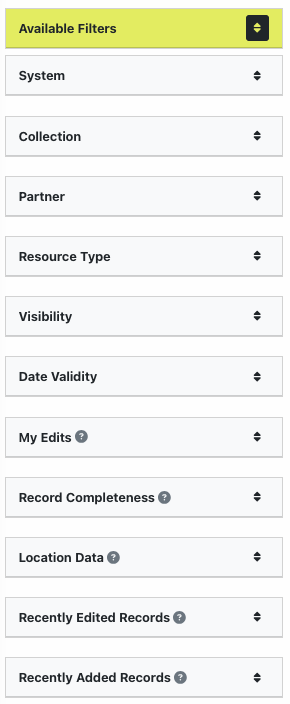 Available Filters
System
Collection
Partner
Resource Type
Visibility
Date Validity
My Edits ?
Record Completeness ?
Location Data ?
Recently Edited Records ?
Recently Added Records ?